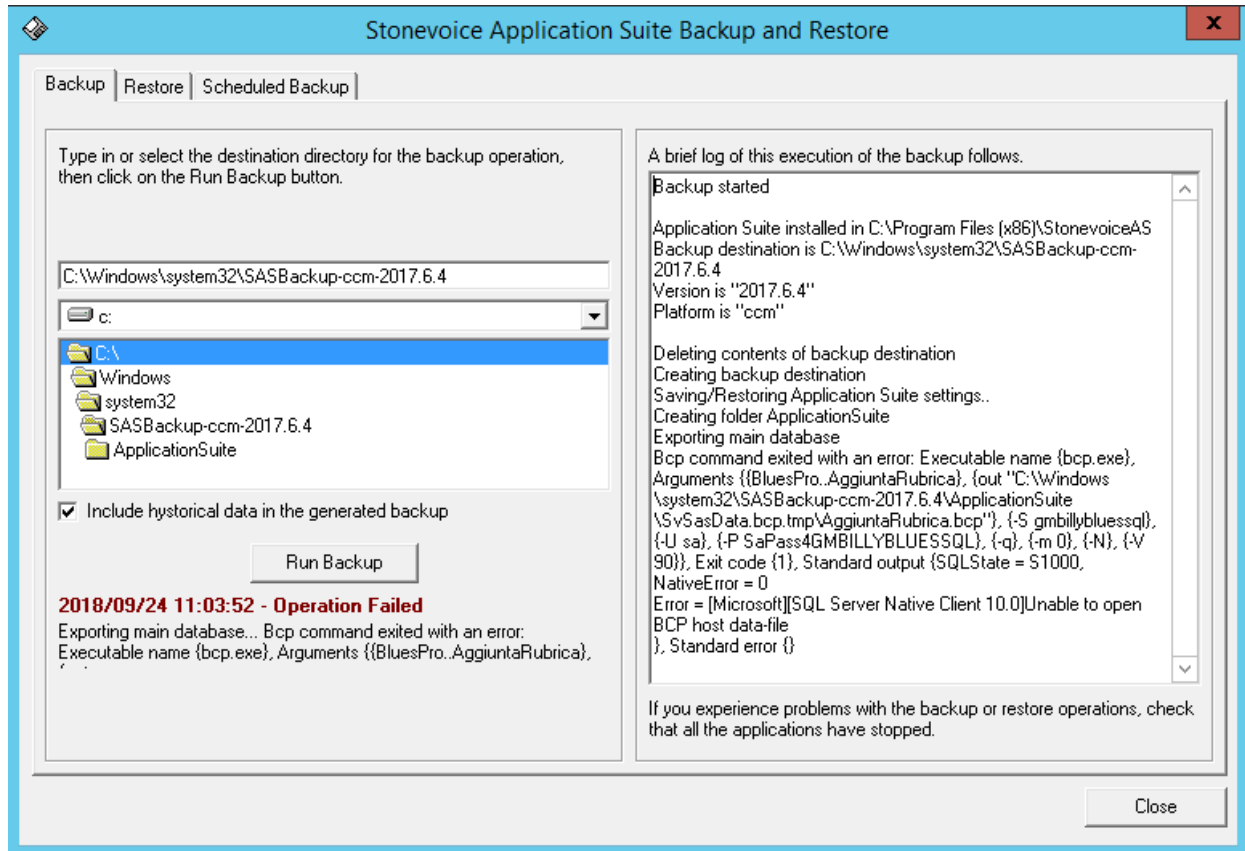 Stonevoice Application Suite Backup and Restore
x
Backup
Restore
Scheduled Backup
Type in or select the destination directory for the backup operation,
then click on the Run Backup button.
C:\Windows\system32\SASBackup-ccm-2017.6.4
c:
C:\
Windows
system32
SASBackup-ccm-2017.6.4
ApplicationSuite
Include hystorical data in the generated backup
Run Backup
2018/09/24 11:03:52 - Operation Failed
Exporting main database... Bcp command exited with an error:
Executable name {bcp.exe}, Arguments {{BluesPro..AggiuntaRubrica},
A brief log of this execution of the backup follows.
Backup started
Application Suite installed in C:\Program Files (x86)\StonevoiceAS
Backup destination is C:\Windows\system32\SASBackup-ccm-
2017.6.4
Version is "2017.6.4"
Platform is "ccm"
Deleting contents of backup destination
Creating backup destination
Saving/Restoring Application Suite settings..
Creating folder ApplicationSuite
Exporting main database
Bcp command exited with an error: Executable name {bcp.exe},
Arguments {{BluesPro..AggiuntaRubrica}, {out "C:\Windows
\system32\SASBackup-ccm-2017.6.4\ApplicationSuite
\SvSasData.bcp.tmp\AggiuntaRubrica.bcp"}, {-S gmbillybluessql},
{-U sa}, {-P SaPass4GMBILLYBLUESSQL}, {-q}, {-m 0}, {-N}, {-V
90}}, Exit code {1}, Standard output {SQLState = S1000,
NativeError = 0
Error = [Microsoft][SQL Server Native Client 10.0]Unable to open
BCP host data-file
}, Standard error {}
If you experience problems with the backup or restore operations, check
that all the applications have stopped.
Close